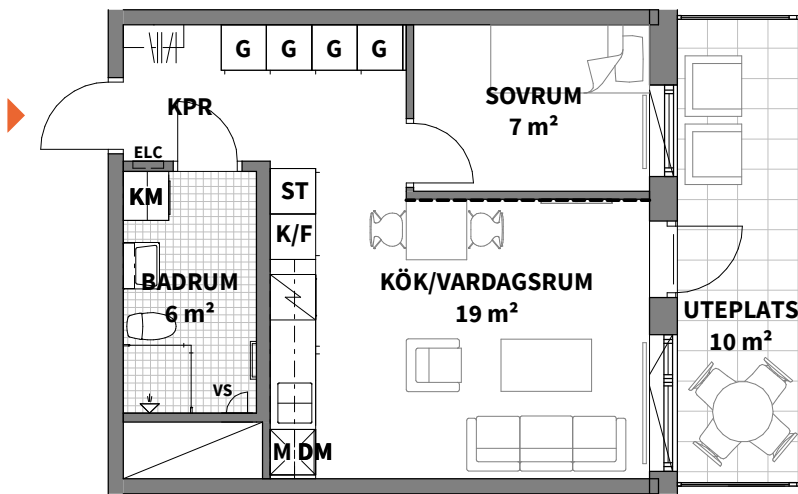 G G G G
KPR
SOVRUM
7 m²
ELC
KM
ST
K/F
BADRUM
6 m²
KÖK/VARDAGSRUM
19 m²
UTEPLATS
10 m²
VS
M DM